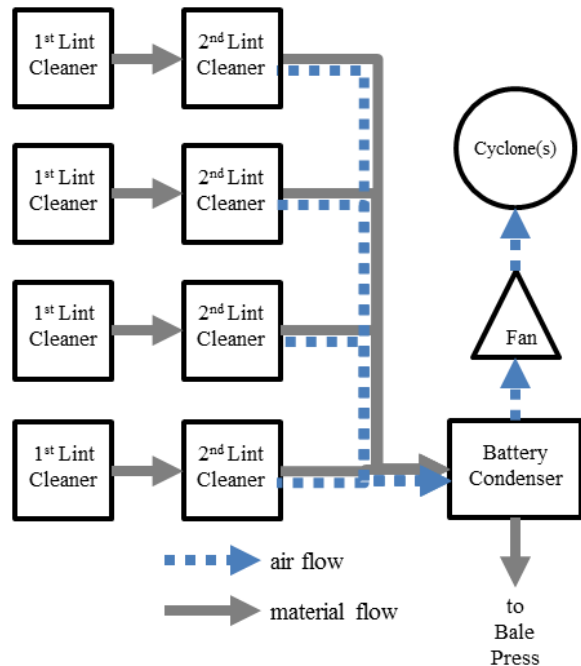 1st Lint
Cleaner
2nd Lint
Cleaner
1st Lint
Cleaner
2nd Lint
Cleaner
1st Lint
Cleaner
2nd Lint
Cleaner
1st Lint
Cleaner
2nd Lint
Cleaner
Cyclone(s)
Fan
Battery
Condenser
to
Bale
Press
air flow
material flow